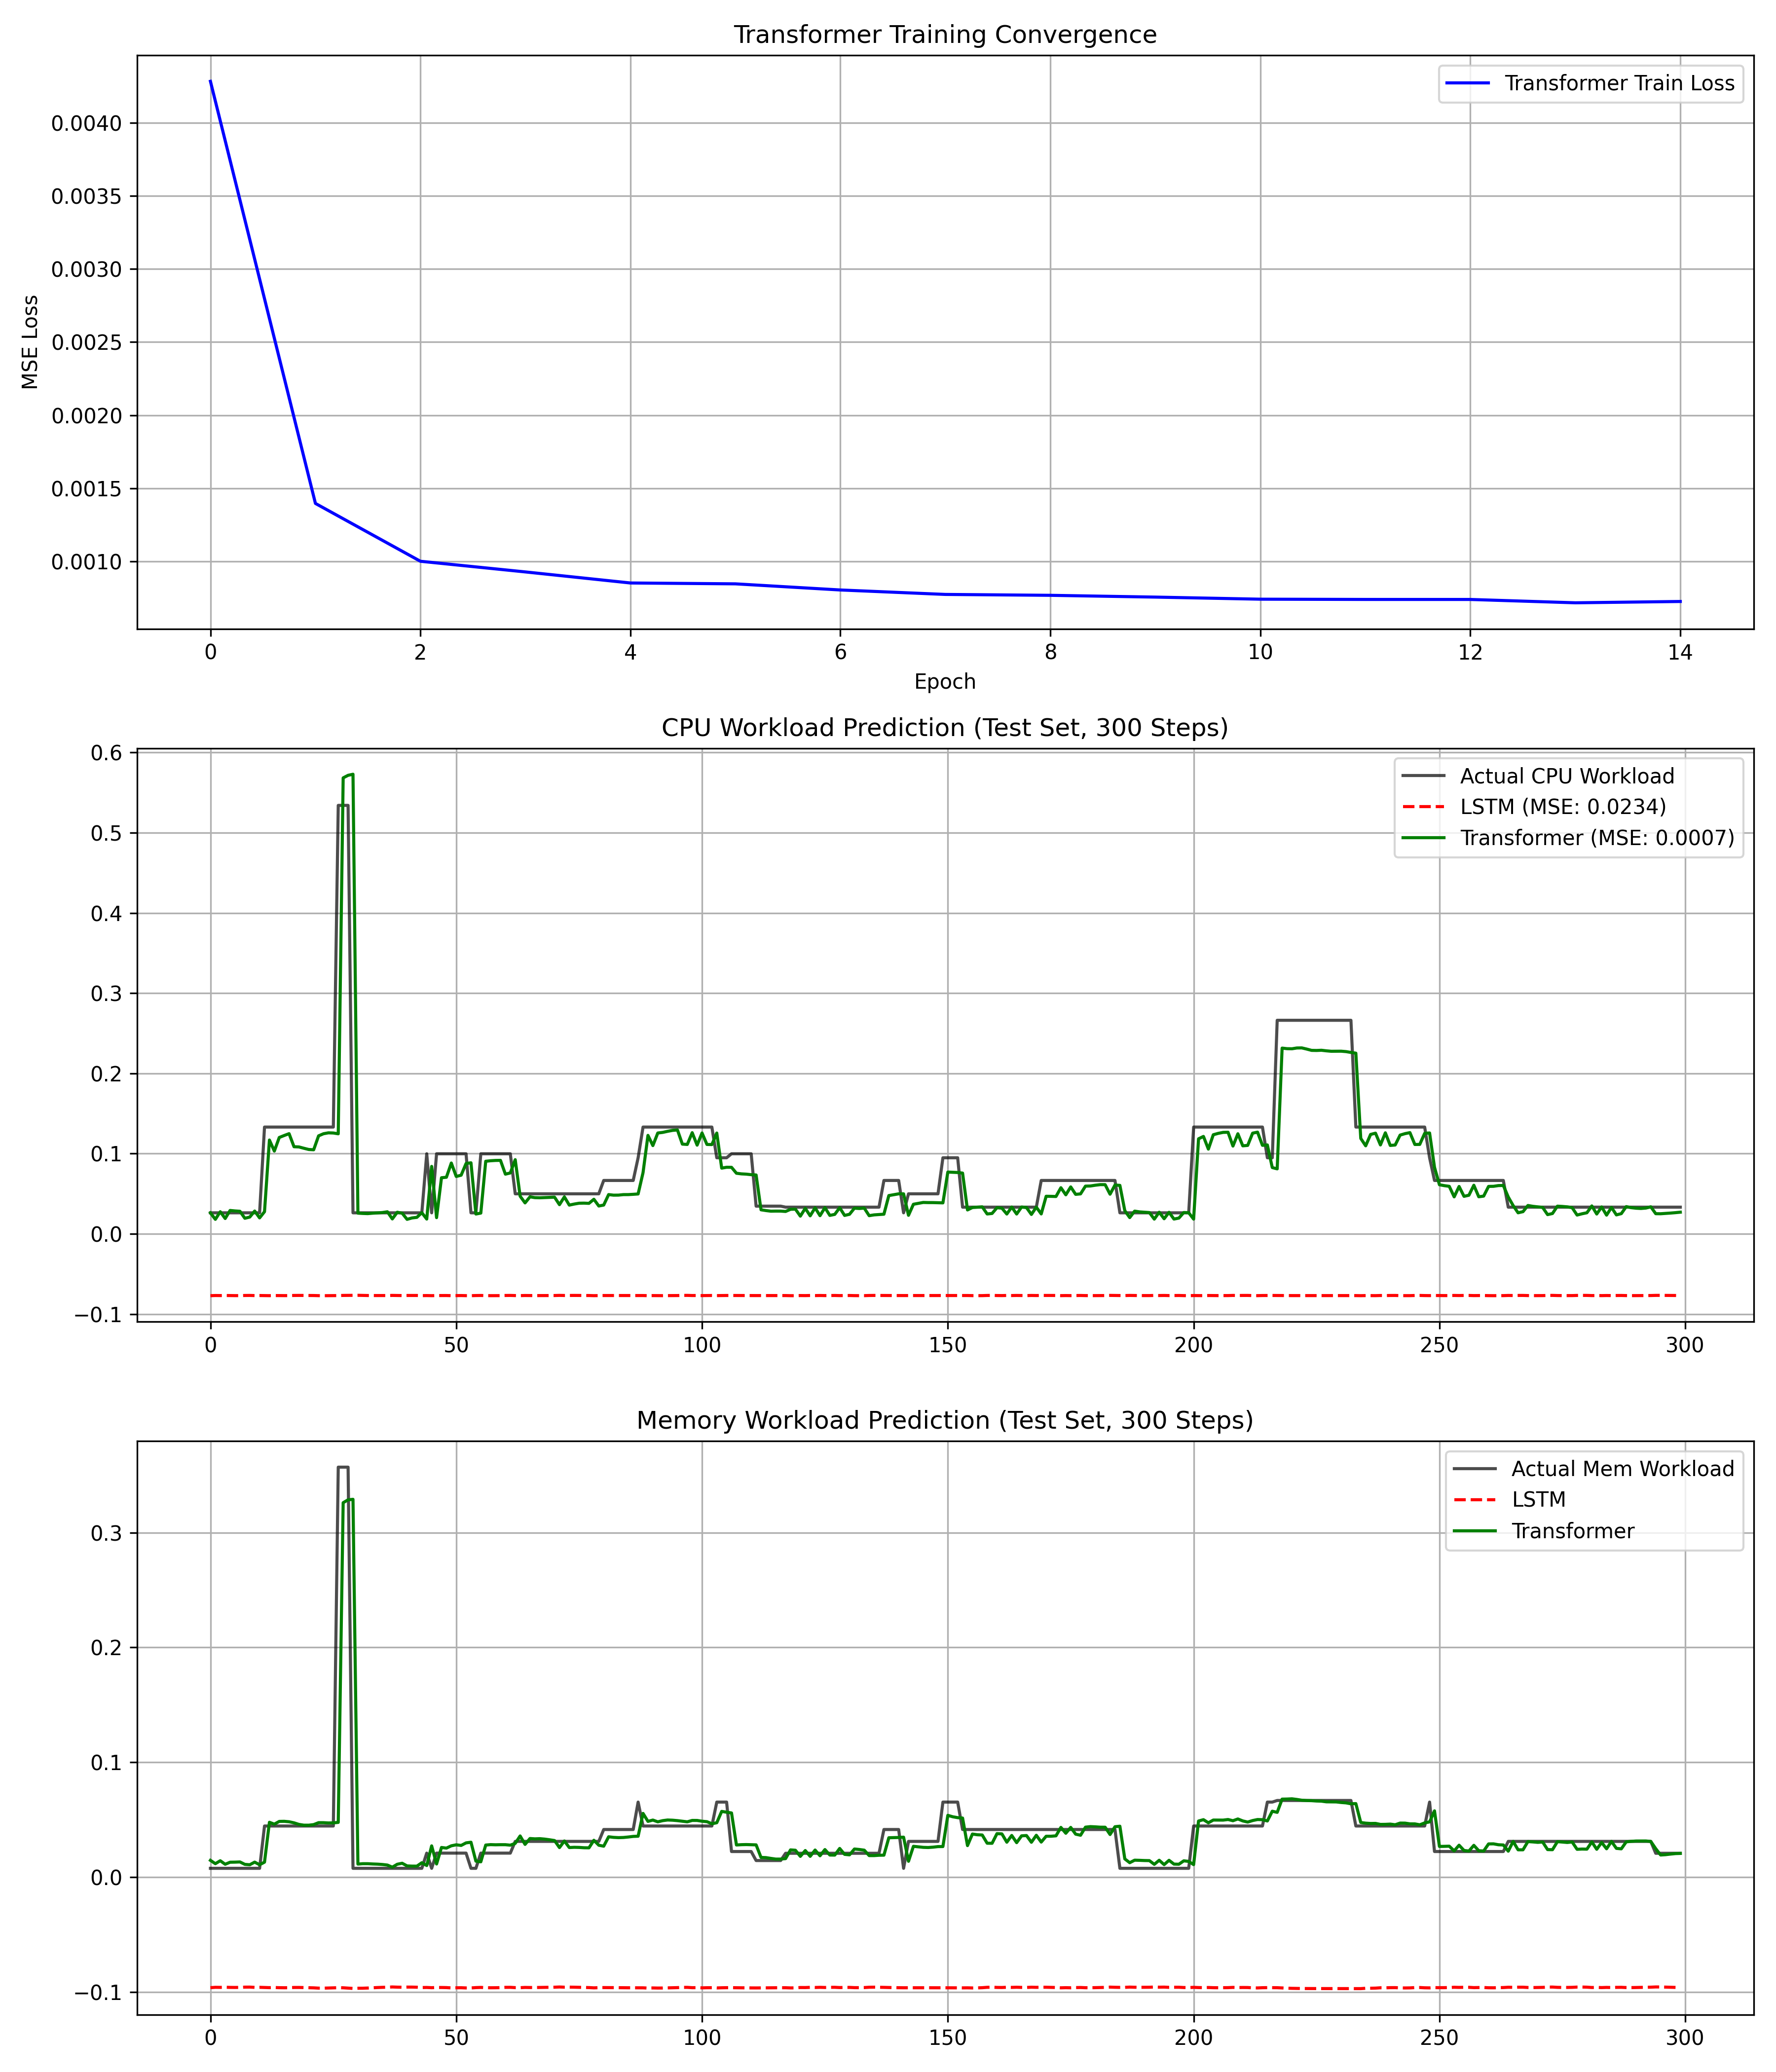 Transformer Training Convergence
Transformer Train Loss
0.0040
0.0035
0.0030
0.0025
0.0020
0.0015
0.0010
MSE Loss
0 2 4 6 8 10 12 14
Epoch
CPU Workload Prediction (Test Set, 300 Steps)
Actual CPU Workload
LSTM (MSE: 0.0234)
Transformer (MSE: 0.0007)
0.6
0.5
0.4
0.3
0.2
0.1
0.0
−0.1
0 50 100 150 200 250 300
Memory Workload Prediction (Test Set, 300 Steps)
Actual Mem Workload
LSTM
Transformer
0.3
0.2
0.1
0.0
−0.1
0 50 100 150 200 250 300